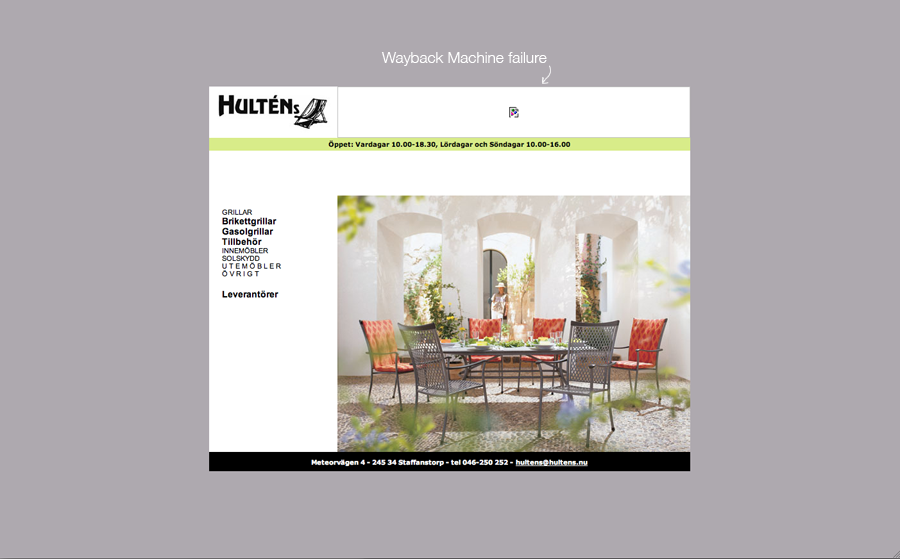 Wayback Machine failure
HULTÉNS
Öppet: Vardagar 10.00-18.30, Lördagar och Söndagar 10.00-16.00
GRILLAR
Brikettgrillar
Gasolgrillar
Tillbehör
INNEMÖBLER
SOLSKYDD
UTEMÖBLER
ÖVRIGT
Leverantörer
Meteorvägen 4 - 245 34 Staffanstorp - tel 046-250 252 - hultens@hultens.nu